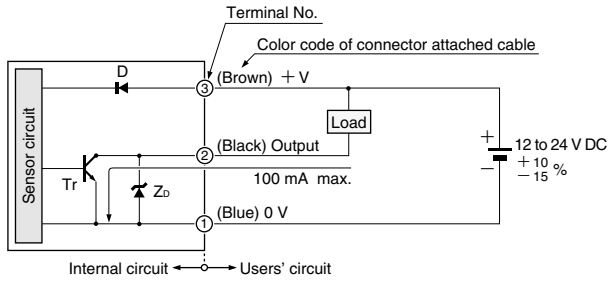 Terminal No.
Color code of connector attached cable
D
③ (Brown) +V
Load
Sensor circuit
Tr
② (Black) Output
100 mA max.
ZD
+
−
12 to 24 V DC
+10
−15 %
① (Blue) 0 V
Internal circuit
Users' circuit